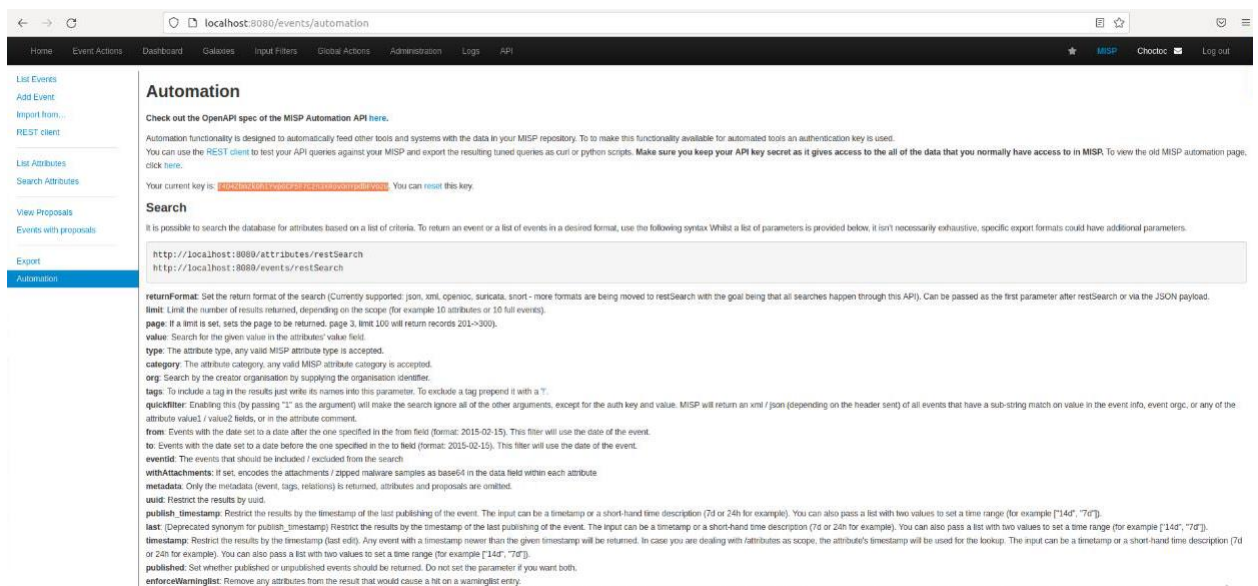 localhost:8080/events/automation
Home Event Actions Dashboard Galaxies Input Filters Global Actions Administration Logs API MISP Choctoc Log out
List Events
Add Event
Import from...
REST client
List Attributes
Search Attributes
View Proposals
Events with proposals
Export
Automation
Automation
Check out the OpenAPI spec of the MISP Automation API here.
Automation functionality is designed to automatically feed other tools and systems with the data in your MISP repository. To to make this functionality available for automated tools an authentication key is used.
You can use the REST client to test your API queries against your MISP and export the resulting tuned queries as curl or python scripts. Make sure you keep your API key secret as it gives access to the all of the data that you normally have access to in MISP. To view the old MISP automation page,
click here.
Your current key is: You can reset this key.
Search
It is possible to search the database for attributes based on a list of criteria. To return an event or a list of events in a desired format, use the following syntax Whilst a list of parameters is provided below, it isn't necessarily exhaustive, specific export formats could have additional parameters.
http://localhost:8080/attributes/restSearch
http://localhost:8080/events/restSearch
returnFormat: Set the return format of the search (Currently supported: json, xml, openioc, suricata, snort - more formats are being moved to restSearch with the goal being that all searches happen through this API). Can be passed as the first parameter after restSearch or via the JSON payload.
limit: Limit the number of results returned, depending on the scope (for example 10 attributes or 10 full events).
page: If a limit is set, sets the page to be returned. page 3, limit 100 will return records 201->300).
value: Search for the given value in the attributes' value field.
type: The attribute type, any valid MISP attribute type is accepted.
category: The attribute category, any valid MISP attribute category is accepted.
org: Search by the creator organisation by supplying the organisation identifier.
tags: To include a tag in the results just write its names into this parameter. To exclude a tag prepend it with a '!'.
quickfilter: Enabling this (by passing "1" as the argument) will make the search ignore all of the other arguments, except for the auth key and value. MISP will return an xml / json (depending on the header sent) of all events that have a sub-string match on value in the event info, event orgc, or any of the
attribute value1 / value2 fields, or in the attribute comment.
from: Events with the date set to a date after the one specified in the from field (format: 2015-02-15). This filter will use the date of the event.
to: Events with the date set to a date before the one specified in the to field (format: 2015-02-15). This filter will use the date of the event.
eventid: The events that should be included / excluded from the search
withAttachments: If set, encodes the attachments / zipped malware samples as base64 in the data field within each attribute
metadata: Only the metadata (event, tags, relations) is returned, attributes and proposals are omitted.
uuid: Restrict the results by uuid.
publish_timestamp: Restrict the results by the timestamp of the last publishing of the event. The input can be a timetamp or a short-hand time description (7d or 24h for example). You can also pass a list with two values to set a time range (for example ["14d", "7d"]).
last: (Deprecated synonym for publish_timestamp) Restrict the results by the timestamp of the last publishing of the event. The input can be a timetamp or a short-hand time description (7d or 24h for example). You can also pass a list with two values to set a time range (for example ["14d", "7d"]).
timestamp: Restrict the results by the timestamp (last edit). Any event with a timestamp newer than the given timestamp will be returned. In case you are dealing with /attributes as scope, the attribute's timestamp will be used for the lookup. The input can be a timetamp or a short-hand time description (7d
or 24h for example). You can also pass a list with two values to set a time range (for example ["14d", "7d"]).
published: Set whether published or unpublished events should be returned. Do not set the parameter if you want both.
enforceWarninglist: Remove any attributes from the result that would cause a hit on a warninglist entry.